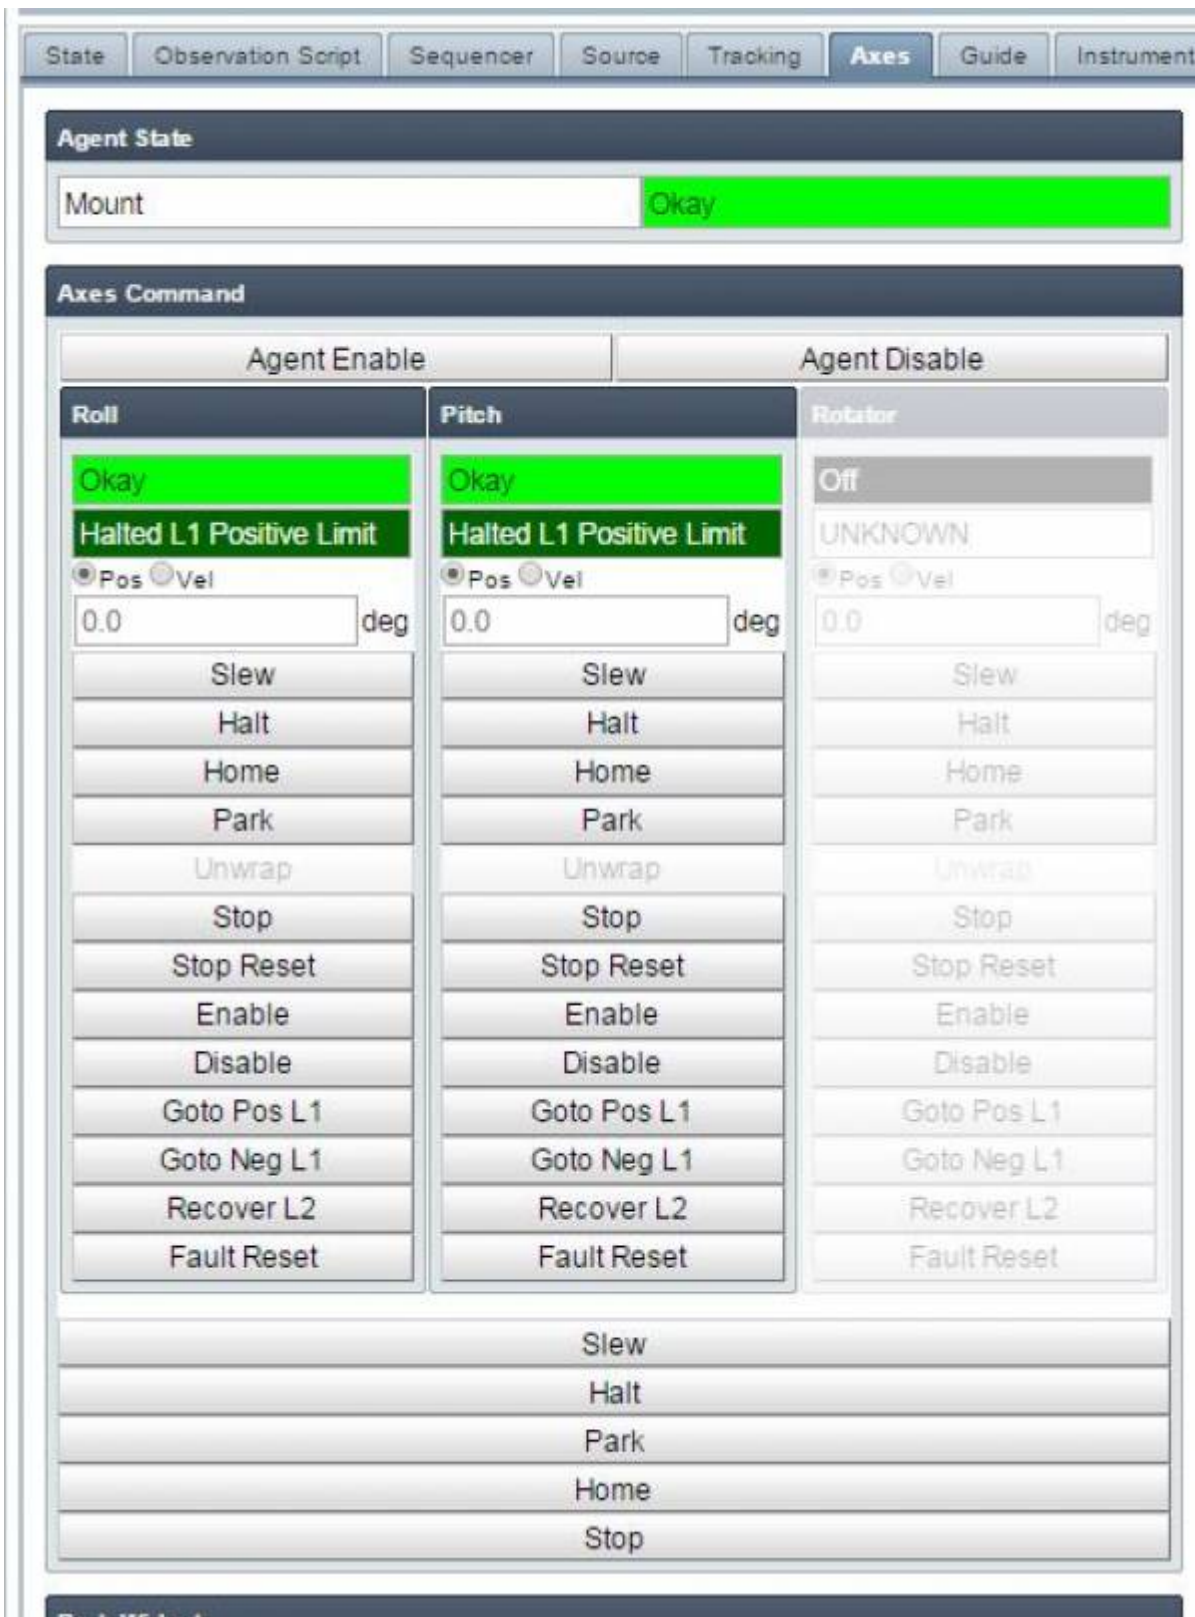 State Observation Script Sequencer Source Tracking Axes Guide Instrument
Agent State
Mount Okay
Axes Command
Agent Enable Agent Disable
Roll Pitch Rotator
Okay Okay Off
Halted L1 Positive Limit Halted L1 Positive Limit UNKNOWN
Pos Vel Pos Vel Pos Vel
0.0 deg 0.0 deg 0.0 deg
Slew Slew Slew
Halt Halt Halt
Home Home Home
Park Park Park
Unwrap Unwrap Unwrap
Stop Stop Stop
Stop Reset Stop Reset Stop Reset
Enable Enable Enable
Disable Disable Disable
Goto Pos L1 Goto Pos L1 Goto Pos L1
Goto Neg L1 Goto Neg L1 Goto Neg L1
Recover L2 Recover L2 Recover L2
Fault Reset Fault Reset Fault Reset
Slew
Halt
Park
Home
Stop